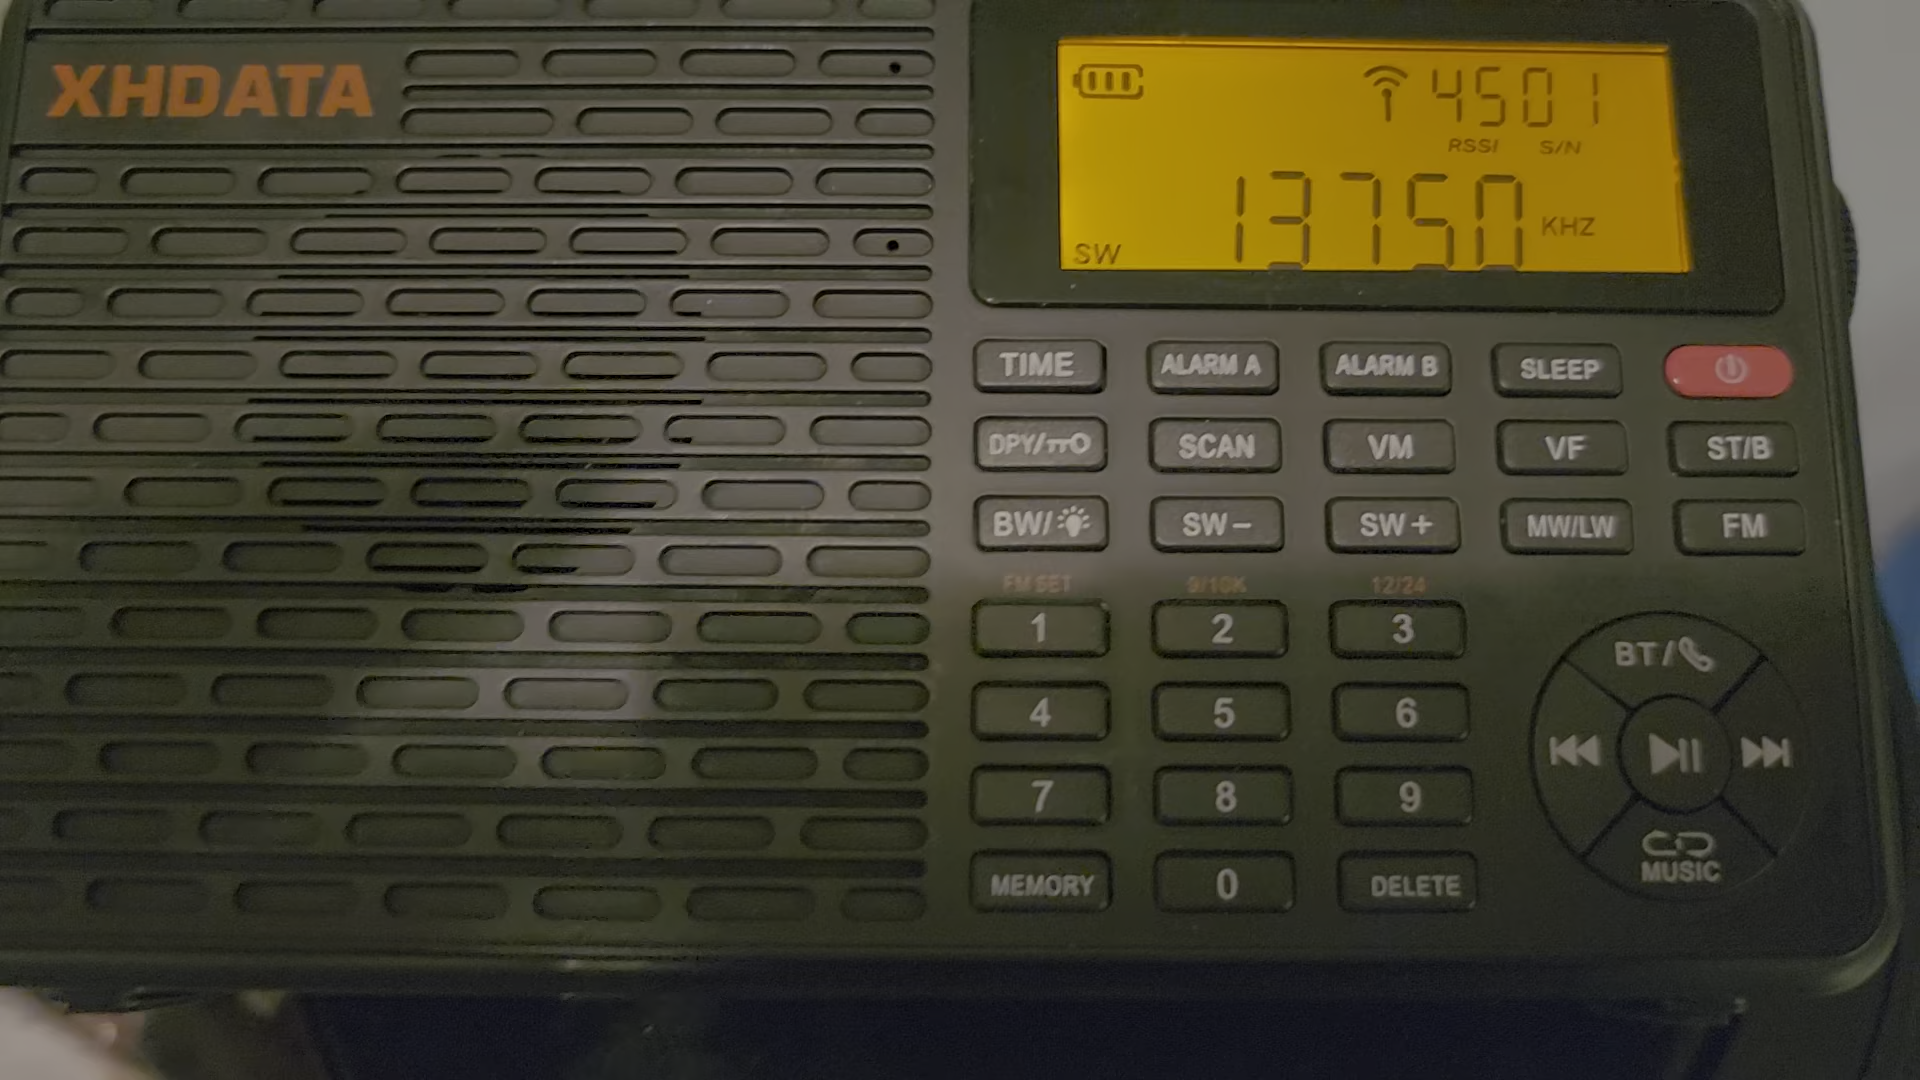 XHDATA
4501
RSSI S/N
13750 KHZ
SW
TIME ALARM A ALARM B SLEEP
DPY/ SCAN VM VF ST/B
BW/ SW- SW+ MW/LW FM
FM SET 9/10K 12/24
1 2 3
BT/
4 5 6
7 8 9
MUSIC
MEMORY 0 DELETE